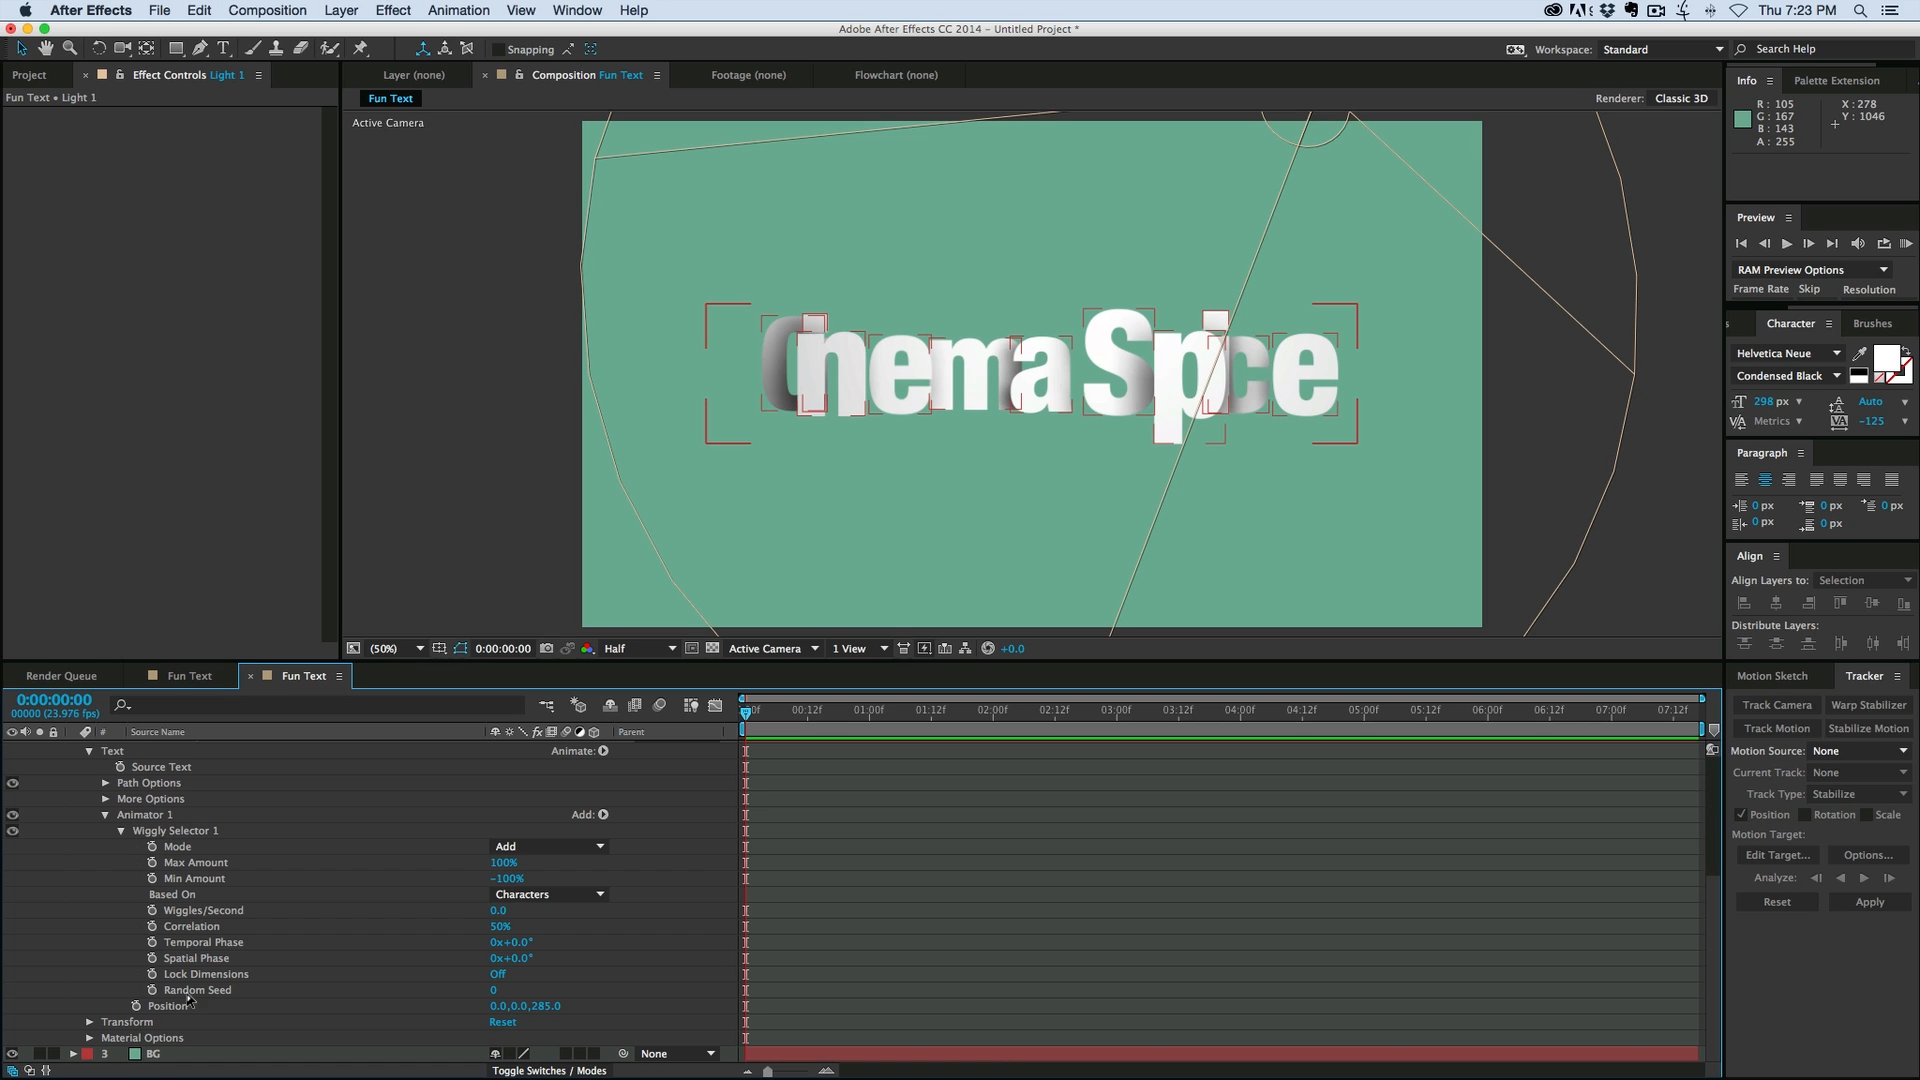 After Effects File Edit Composition Layer Effect Animation View Window Help Thu 7:23 PM
Adobe After Effects CC 2014 – Untitled Project *
Snapping Workspace: Standard Search Help
Project × Effect Controls Light 1 Layer (none) × Composition Fun Text Footage (none) Flowchart (none) Info Palette Extension
Fun Text • Light 1 Fun Text Renderer: Classic 3D
R: 105 X: 278
G: 167 Y: 1046
B: 143
A: 255
Active Camera
Preview
RAM Preview Options
Frame Rate Skip Resolution
Cinema Spice
s Character Brushes
Helvetica Neue
Condensed Black
298 px Auto
Metrics -125
Paragraph
0 px 0 px 0 px
0 px 0 px
Align
Align Layers to: Selection
Distribute Layers:
(50%) 0:00:00:00 Half Active Camera 1 View +0.0
Render Queue Fun Text × Fun Text
0:00:00:00
00000 (23.976 fps)
00f 00:12f 01:00f 01:12f 02:00f 02:12f 03:00f 03:12f 04:00f 04:12f 05:00f 05:12f 06:00f 06:12f 07:00f 07:12f
# Source Name Parent
Text Animate:
Source Text
Path Options
More Options
Animator 1 Add:
Wiggly Selector 1
Mode Add
Max Amount 100%
Min Amount -100%
Based On Characters
Wiggles/Second 0.0
Correlation 50%
Temporal Phase 0x+0.0°
Spatial Phase 0x+0.0°
Lock Dimensions Off
Random Seed 0
Position 0.0,0.0,285.0
Transform Reset
Material Options
3 BG None
Toggle Switches / Modes
Motion Sketch Tracker
Track Camera Warp Stabilizer
Track Motion Stabilize Motion
Motion Source: None
Current Track: None
Track Type: Stabilize
Position Rotation Scale
Motion Target:
Edit Target... Options...
Analyze:
Reset Apply